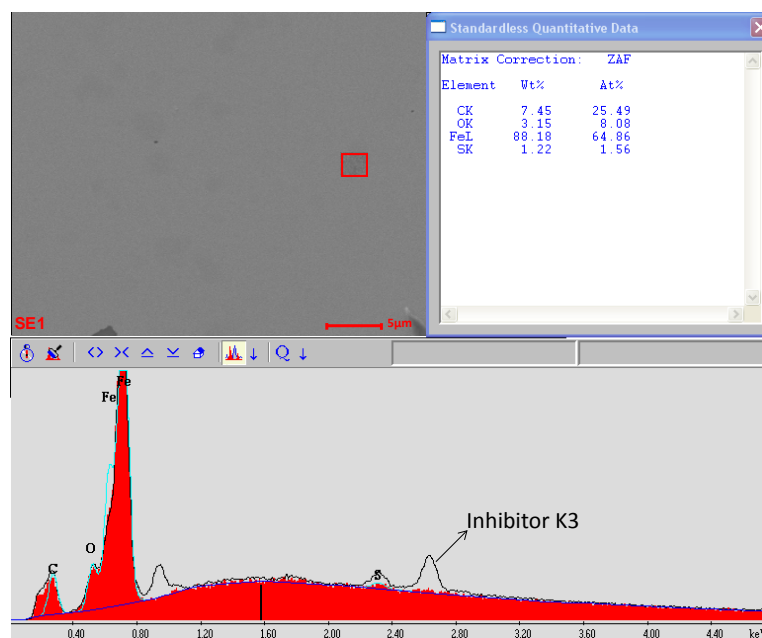 Standardless Quantitative Data
Matrix Correction: ZAF
Element Wt% At%
CK 7.45 25.49
OK 3.15 8.08
FeL 88.18 64.86
SK 1.22 1.56
SE1
5µm
Q
Fe
Fe
Inhibitor K3
O
C
S
0.40 0.80 1.20 1.60 2.00 2.40 2.80 3.20 3.60 4.00 4.40 keV